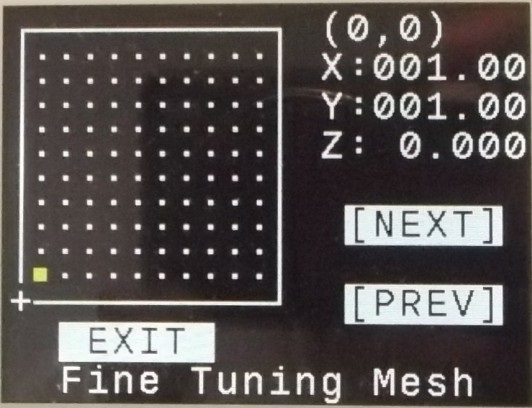 (0,0)
X:001.00
Y:001.00
Z: 0.000
[NEXT]
[PREV]
EXIT
Fine Tuning Mesh